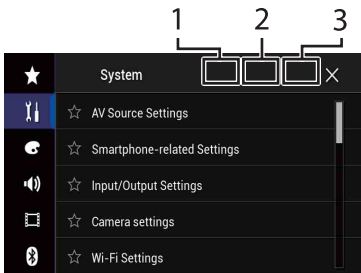 1 2 3
System
AV Source Settings
Smartphone-related Settings
Input/Output Settings
Camera settings
Wi-Fi Settings